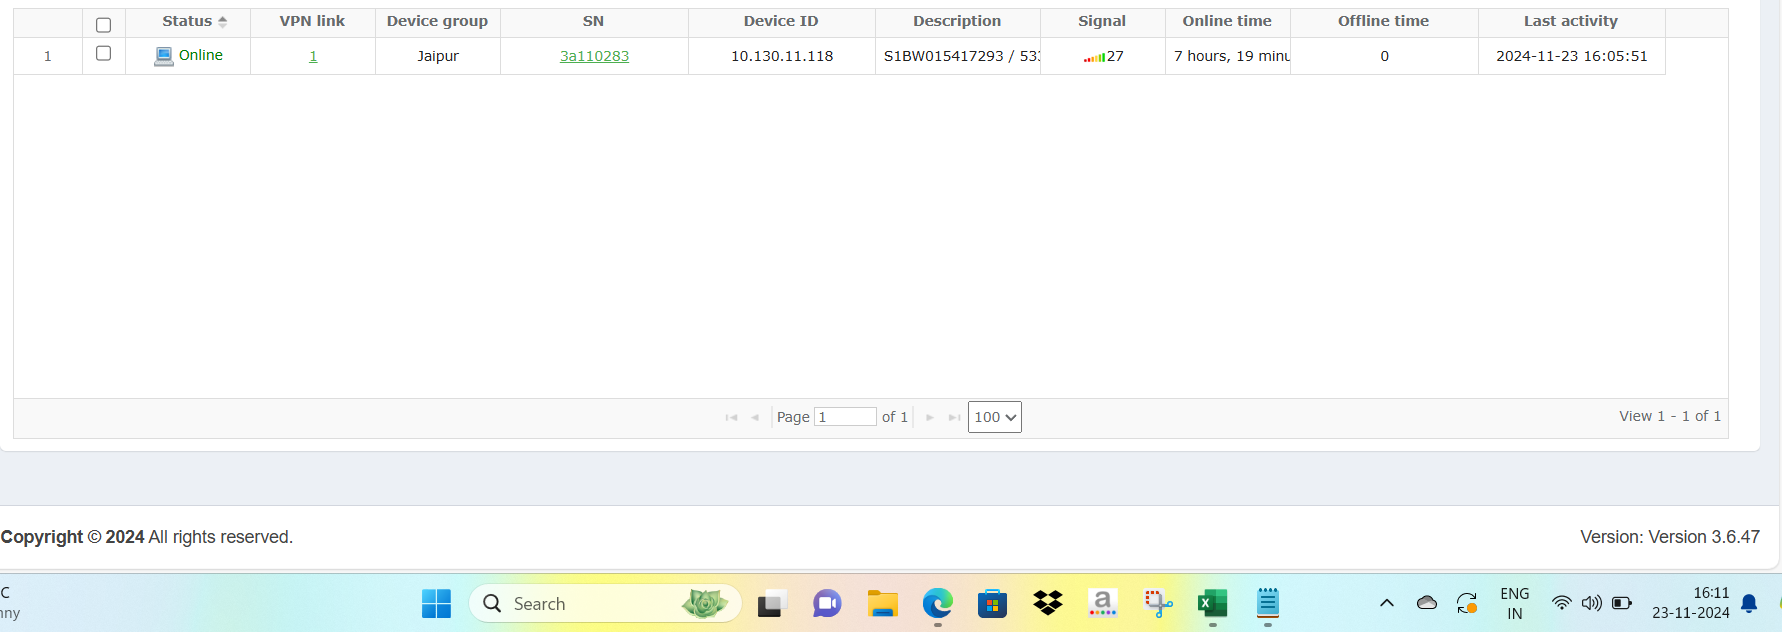 Status VPN link Device group SN Device ID Description Signal Online time Offline time Last activity
1 Online 1 Jaipur 3a110283 10.130.11.118 S1BW015417293 / 533 27 7 hours, 19 minu 0 2024-11-23 16:05:51
Page 1 of 1 100 View 1 - 1 of 1
Copyright © 2024 All rights reserved. Version: Version 3.6.47
C
nny
Search
a
ENG
IN
16:11
23-11-2024